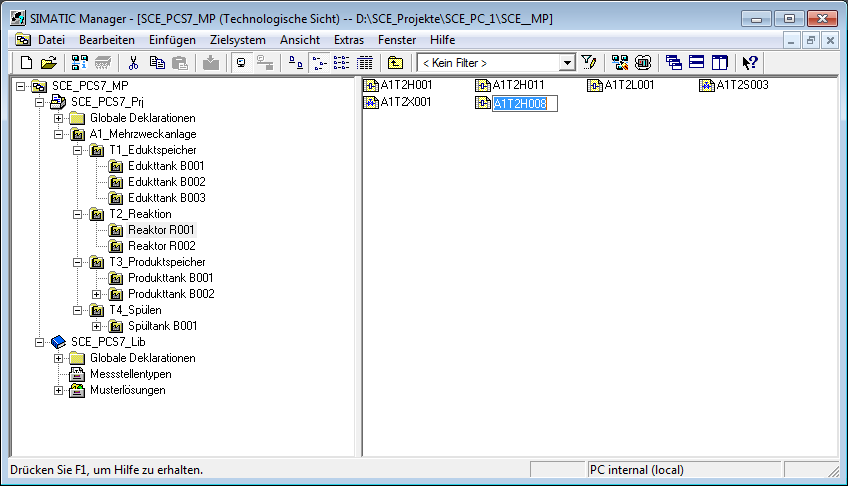 SIMATIC Manager - [SCE_PCS7_MP (Technologische Sicht) -- D:\SCE_Projekte\SCE_PC_1\SCE__MP]
Datei Bearbeiten Einfügen Zielsystem Ansicht Extras Fenster Hilfe
< Kein Filter >
SCE_PCS7_MP
SCE_PCS7_Prj
Globale Deklarationen
A1_Mehrzweckanlage
T1_Eduktspeicher
Edukttank B001
Edukttank B002
Edukttank B003
T2_Reaktion
Reaktor R001
Reaktor R002
T3_Produktspeicher
Produkttank B001
Produkttank B002
T4_Spülen
Spültank B001
SCE_PCS7_Lib
Globale Deklarationen
Messstellentypen
Musterlösungen
A1T2H001 A1T2H011 A1T2L001 A1T2S003
A1T2X001 A1T2H008
Drücken Sie F1, um Hilfe zu erhalten. PC internal (local)